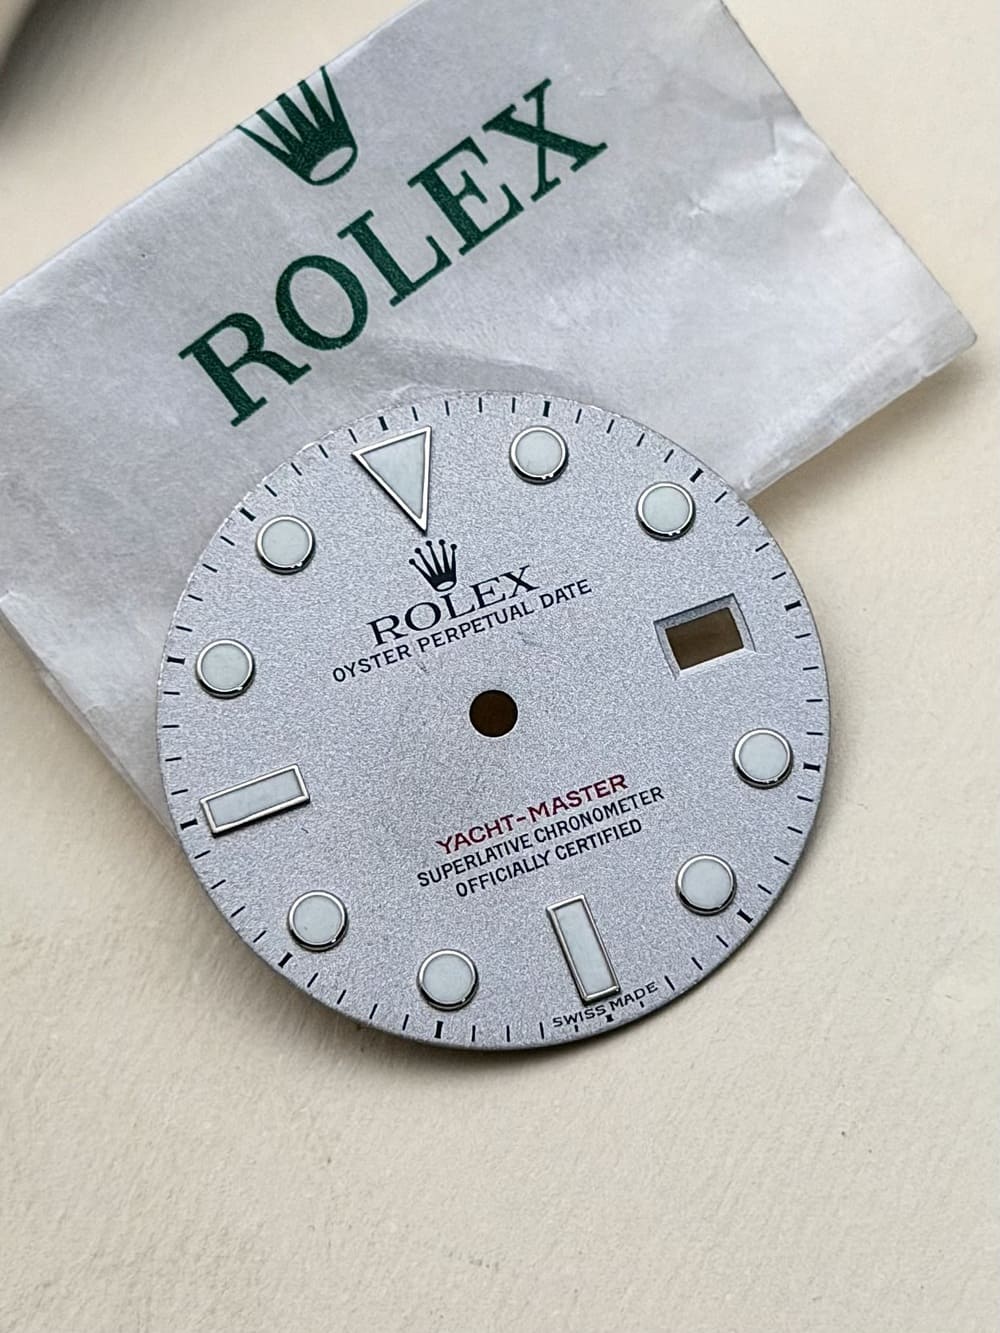 ROLEX
ROLEX
OYSTER PERPETUAL DATE
YACHT-MASTER
SUPERLATIVE CHRONOMETER
OFFICIALLY CERTIFIED
SWISS MADE